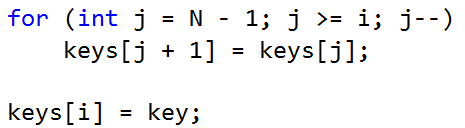 for (int j = N - 1; j >= i; j--)
    keys[j + 1] = keys[j];

keys[i] = key;